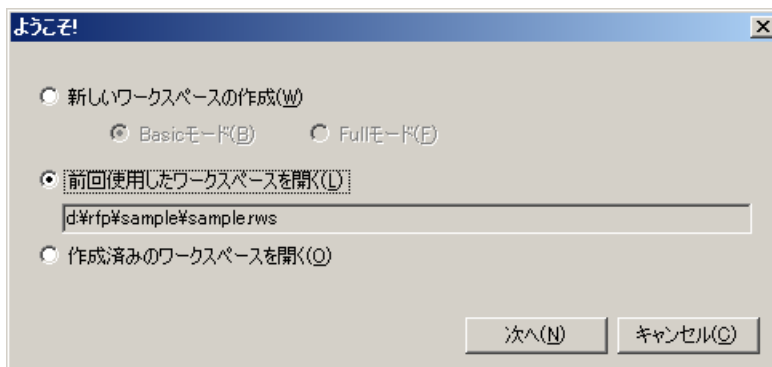 ようこそ!
新しいワークスペースの作成(W)
Basicモード(B) Fullモード(F)
前回使用したワークスペースを開く(L)
d:¥rfp¥sample¥sample.rws
作成済みのワークスペースを開く(O)
次へ(N) キャンセル(C)